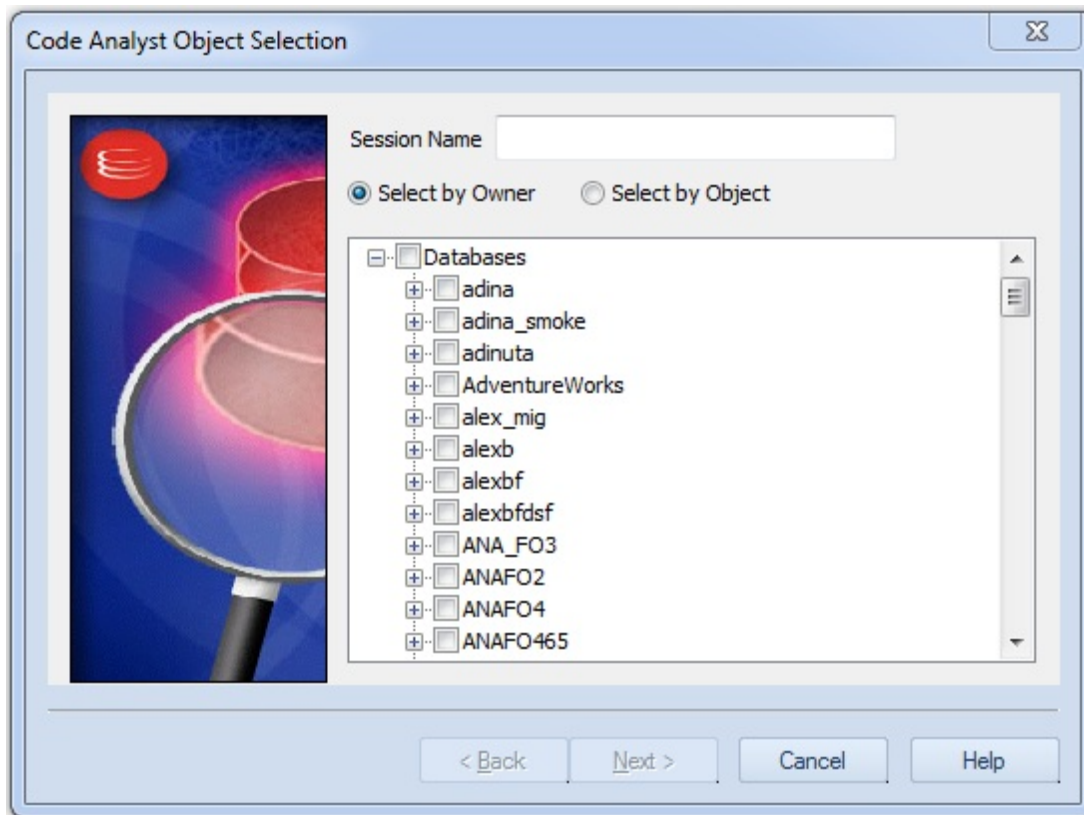 Code Analyst Object Selection
Session Name
Select by Owner Select by Object
Databases
adina
adina_smoke
adinuta
AdventureWorks
alex_mig
alexb
alexbf
alexbfdsf
ANA_FO3
ANAFO2
ANAFO4
ANAFO465
< Back Next > Cancel Help